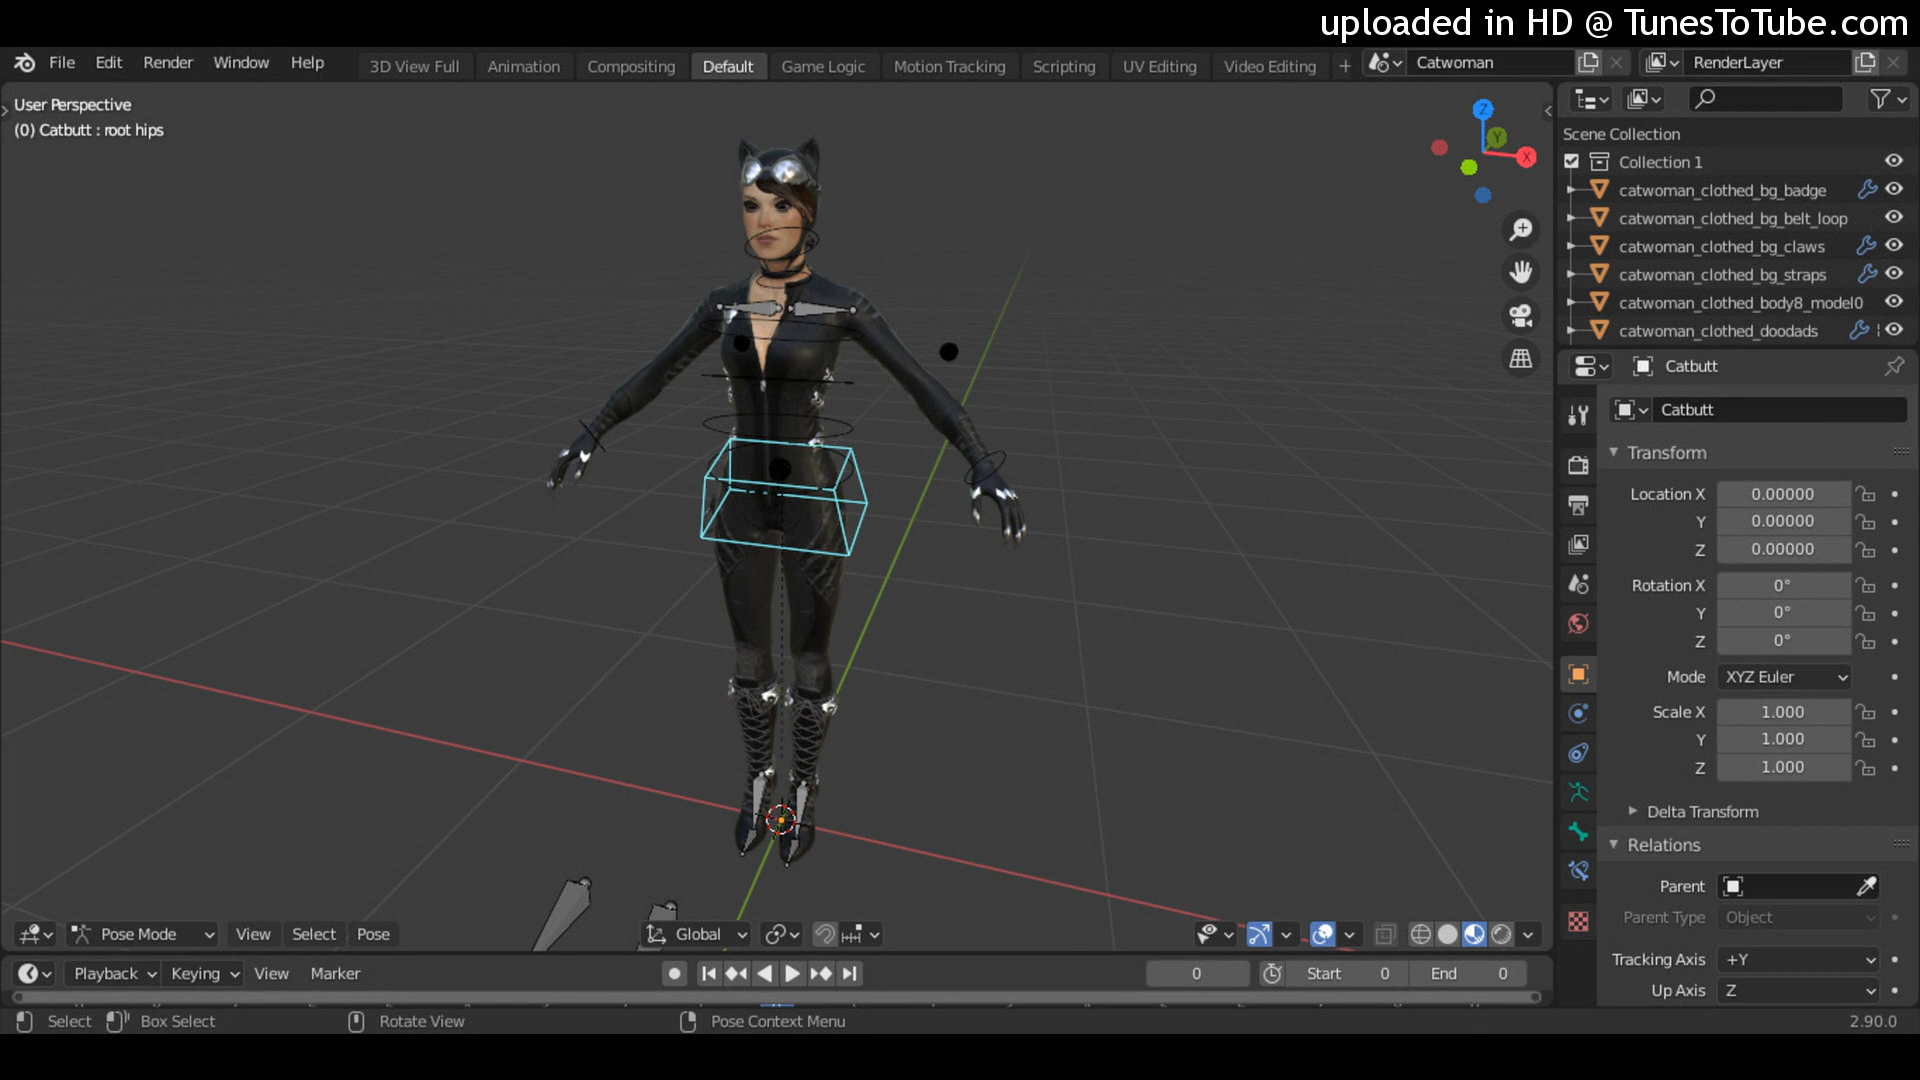 uploaded in HD @ TunesToTube.com
File Edit Render Window Help 3D View Full Animation Compositing Default Game Logic Motion Tracking Scripting UV Editing Video Editing + Catwoman RenderLayer
User Perspective
(0) Catbutt : root hips
Z
Y
X
Scene Collection
Collection 1
catwoman_clothed_bg_badge
catwoman_clothed_bg_belt_loop
catwoman_clothed_bg_claws
catwoman_clothed_bg_straps
catwoman_clothed_body8_model0
catwoman_clothed_doodads
Catbutt
Catbutt
Transform
Location X 0.00000
Y 0.00000
Z 0.00000
Rotation X 0°
Y 0°
Z 0°
Mode XYZ Euler
Scale X 1.000
Y 1.000
Z 1.000
Delta Transform
Relations
Parent
Parent Type Object
Tracking Axis +Y
Up Axis Z
Pose Mode View Select Pose Global
Playback Keying View Marker 0 Start 0 End 0
Select Box Select Rotate View Pose Context Menu 2.90.0